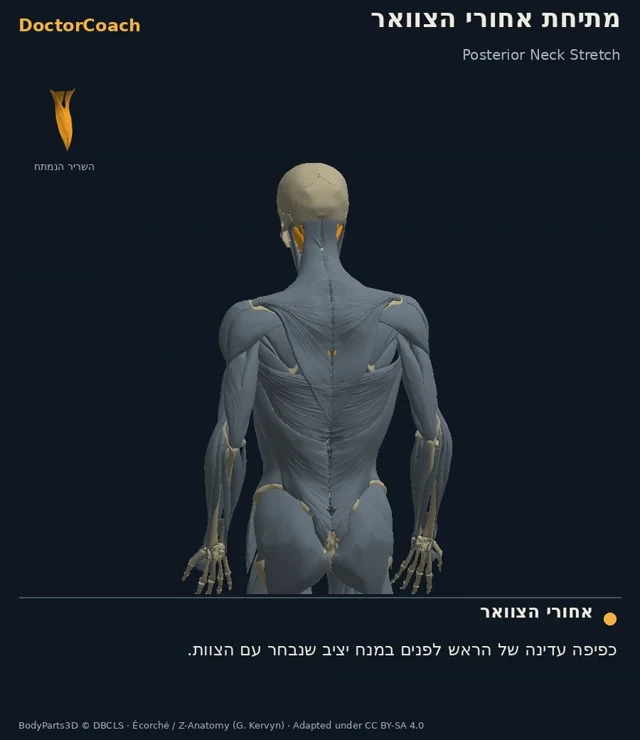 מתיחת אחורי הצוואר
DoctorCoach
Posterior Neck Stretch
השריר הנמתח
אחורי הצוואר
כפיפה עדינה של הראש לפנים במנח יציב שנבחר עם הצוות.
BodyParts3D © DBCLS · Écorché / Z-Anatomy (G. Kervyn) · Adapted under CC BY-SA 4.0